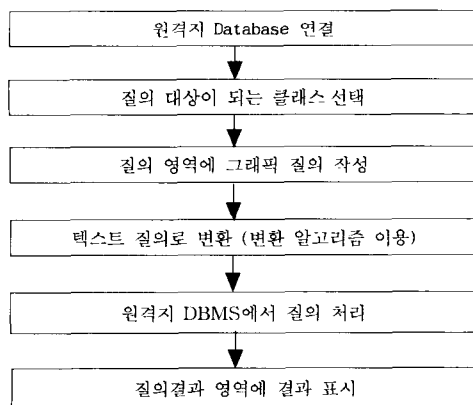 원격지 Database 연결
질의 대상이 되는 클래스 선택
질의 영역에 그래픽 질의 작성
텍스트 질의로 변환 (변환 알고리즘 이용)
원격지 DBMS에서 질의 처리
질의결과 영역에 결과 표시